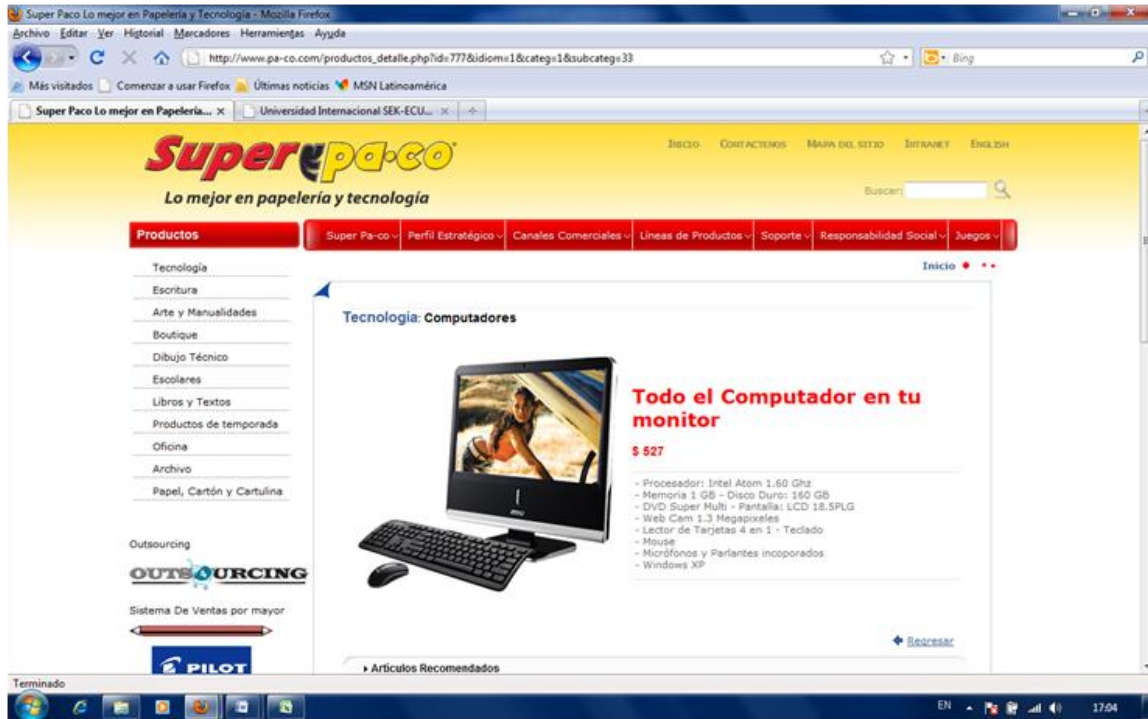 Super Paco Lo mejor en Papelería y Tecnología - Mozilla Firefox
Archivo Editar Ver Historial Marcadores Herramientas Ayuda
http://www.pa-co.com/productos_detalle.php?id=777&idiom=1&categ=1&subcateg=33
Bing
Más visitados Comenzar a usar Firefox Últimas noticias MSN Latinoamérica
Super Paco Lo mejor en Papelería... Universidad Internacional SEK-ECU...
Super pa·co
Lo mejor en papelería y tecnología
Inicio Contactenos Mapa del sitio Intranet English
Buscar:
Productos
Super Pa-co Perfil Estratégico Canales Comerciales Líneas de Productos Soporte Responsabilidad Social Juegos
Inicio
Tecnología
Escritura
Arte y Manualidades
Boutique
Dibujo Técnico
Escolares
Libros y Textos
Productos de temporada
Oficina
Archivo
Papel, Cartón y Cartulina
Outsourcing
OUTSOURCING
Sistema De Ventas por mayor
PILOT
Tecnología: Computadores
Todo el Computador en tu
monitor
$ 527
- Procesador: Intel Atom 1.60 Ghz
- Memoria 1 GB - Disco Duro: 160 GB
- DVD Super Multi - Pantalla: LCD 18.5PLG
- Web Cam 1.3 Megapixeles
- Lector de Tarjetas 4 en 1 - Teclado
- Mouse
- Micrófonos y Parlantes incoporados
- Windows XP
Regresar
Articulos Recomendados
Terminado
EN
17:04